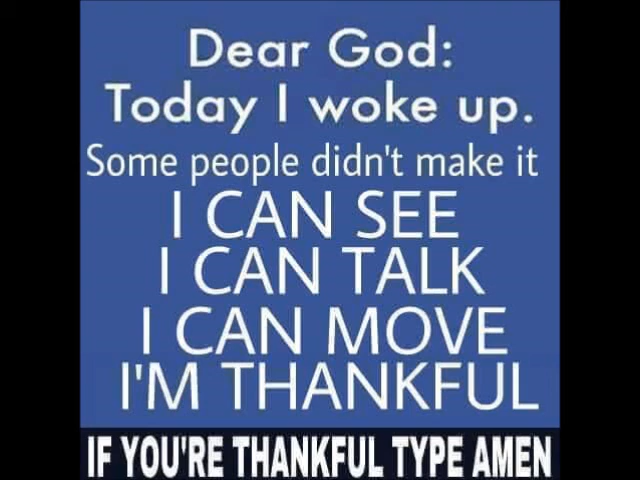 Dear God:
Today I woke up.
Some people didn't make it
I CAN SEE
I CAN TALK
I CAN MOVE
I'M THANKFUL
IF YOU'RE THANKFUL TYPE AMEN